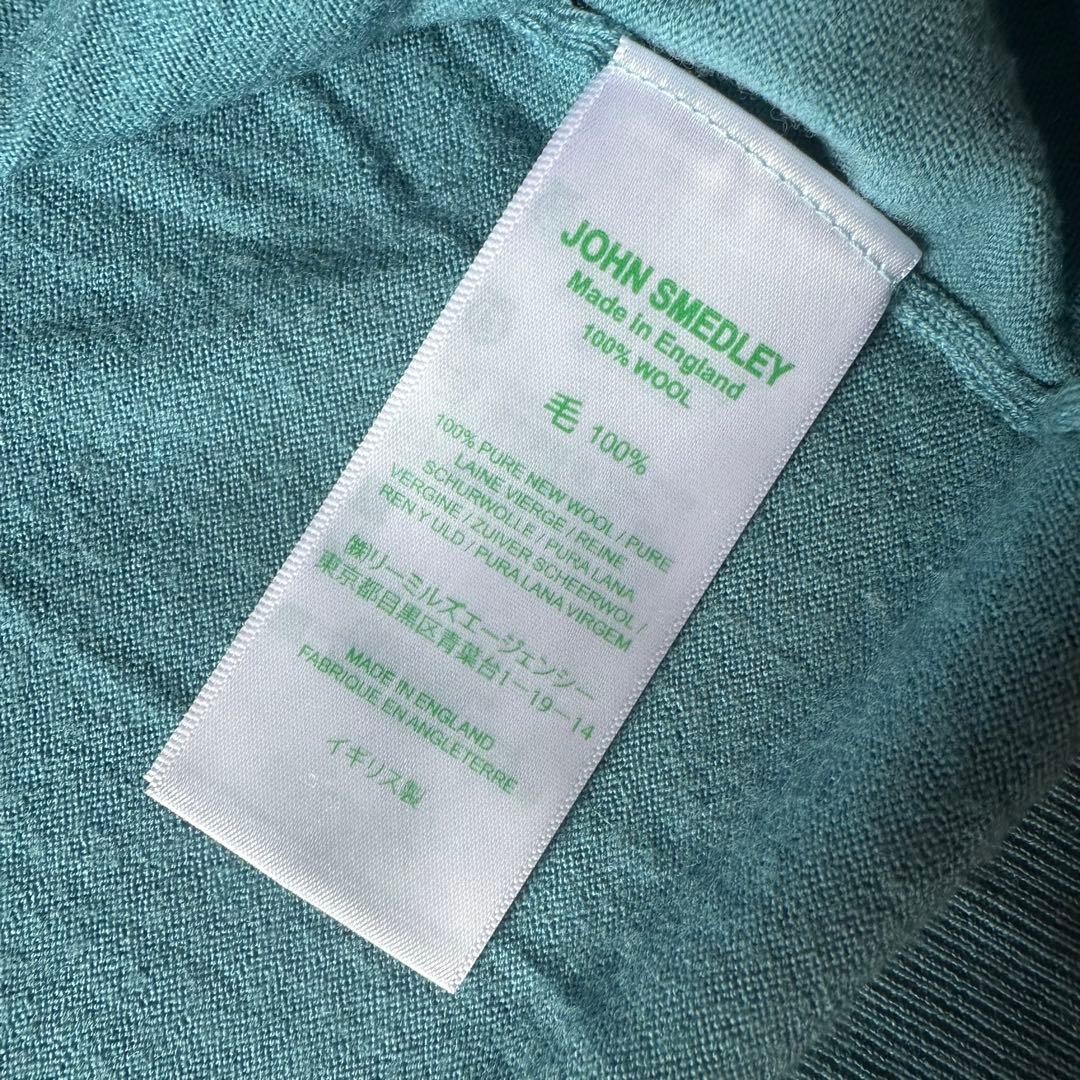 JOHN SMEDLEY
Made in England
100% WOOL
毛 100%
100% PURE NEW WOOL / PURE
LAINE VIERGE / REINE
SCHURWOLLE / PURA LANA
VERGINE / ZUIVER SCHEERWOL /
REN Y ULD / PURA LANA VIRGEM
㈱リーミルズエージェンシー
東京都目黒区青葉台1-19-14
MADE IN ENGLAND
FABRIQUE EN ANGLETERRE
イギリス製